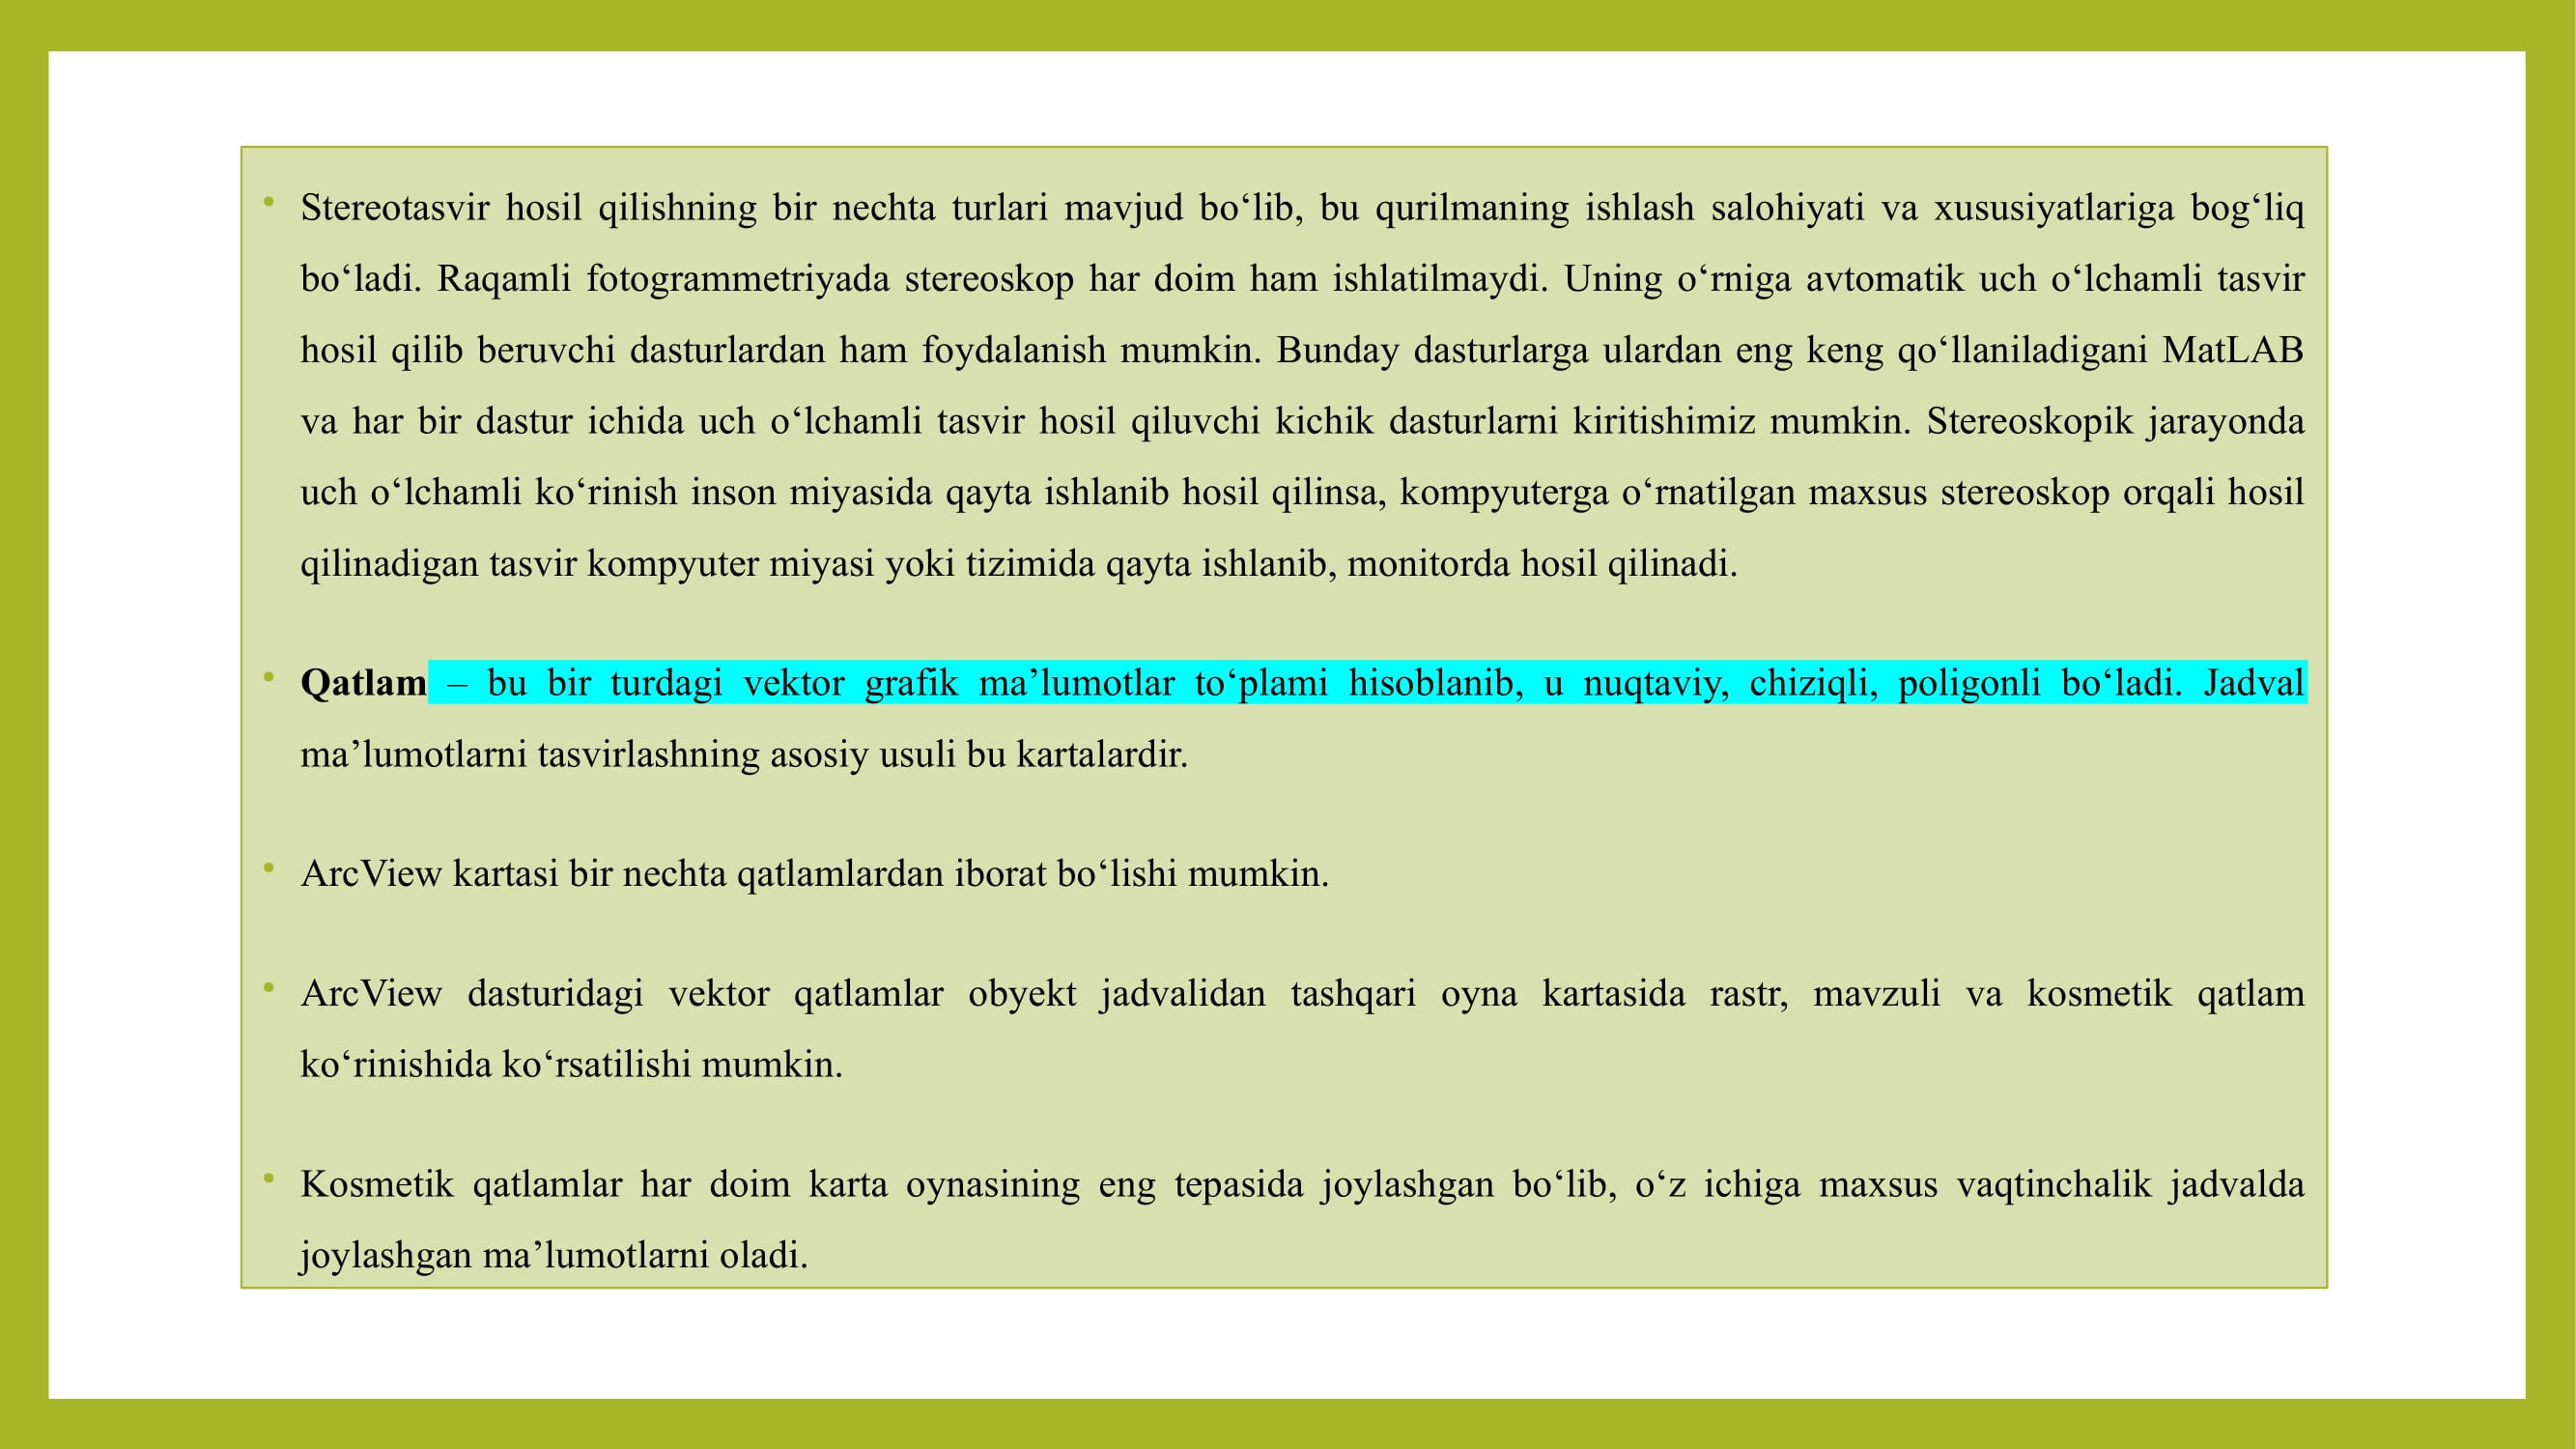 • Stereotasvir hosil qilishning bir nechta turlari mavjud bo‘lib, bu qurilmaning ishlash salohiyati va xususiyatlariga bog‘liq
bo‘ladi. Raqamli fotogrammetriyada stereoskop har doim ham ishlatilmaydi. Uning o‘rniga avtomatik uch o‘lchamli tasvir
hosil qilib beruvchi dasturlardan ham foydalanish mumkin. Bunday dasturlarga ulardan eng keng qo‘llaniladigani MatLAB
va har bir dastur ichida uch o‘lchamli tasvir hosil qiluvchi kichik dasturlarni kiritishimiz mumkin. Stereoskopik jarayonda
uch o‘lchamli ko‘rinish inson miyasida qayta ishlanib hosil qilinsa, kompyuterga o‘rnatilgan maxsus stereoskop orqali hosil
qilinadigan tasvir kompyuter miyasi yoki tizimida qayta ishlanib, monitorda hosil qilinadi.
• Qatlam – bu bir turdagi vektor grafik ma’lumotlar to‘plami hisoblanib, u nuqtaviy, chiziqli, poligonli bo‘ladi. Jadval
ma’lumotlarni tasvirlashning asosiy usuli bu kartalardir.
• ArcView kartasi bir nechta qatlamlardan iborat bo‘lishi mumkin.
• ArcView dasturidagi vektor qatlamlar obyekt jadvalidan tashqari oyna kartasida rastr, mavzuli va kosmetik qatlam
ko‘rinishida ko‘rsatilishi mumkin.
• Kosmetik qatlamlar har doim karta oynasining eng tepasida joylashgan bo‘lib, o‘z ichiga maxsus vaqtinchalik jadvalda
joylashgan ma’lumotlarni oladi.